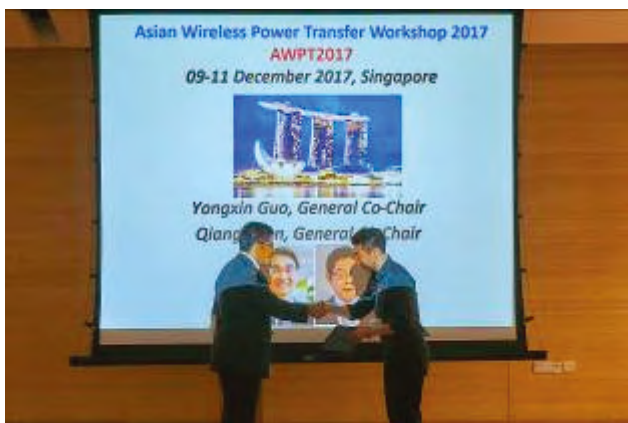 Asian Wireless Power Transfer Workshop 2017
AWPT2017
09-11 December 2017, Singapore
Yongxin Guo, General Co-Chair
Qiang General Chair